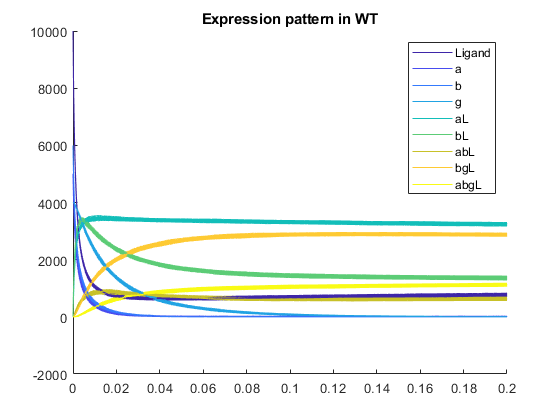 Expression pattern in WT
10000
8000
6000
4000
2000
0
-2000
0 0.02 0.04 0.06 0.08 0.1 0.12 0.14 0.16 0.18 0.2
Ligand
a
b
g
aL
bL
abL
bgL
abgL